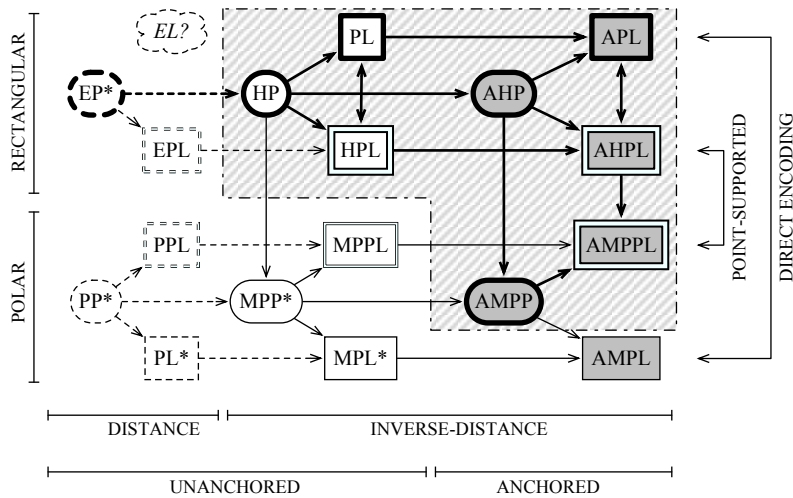 EL?
PL
APL
EP*
HP
AHP
EPL
HPL
AHPL
PPL
MPPL
AMPPL
PP*
MPP*
AMPP
PL*
MPL*
AMPL
RECTANGULAR
POLAR
POINT-SUPPORTED
DIRECT ENCODING
DISTANCE
INVERSE-DISTANCE
UNANCHORED
ANCHORED